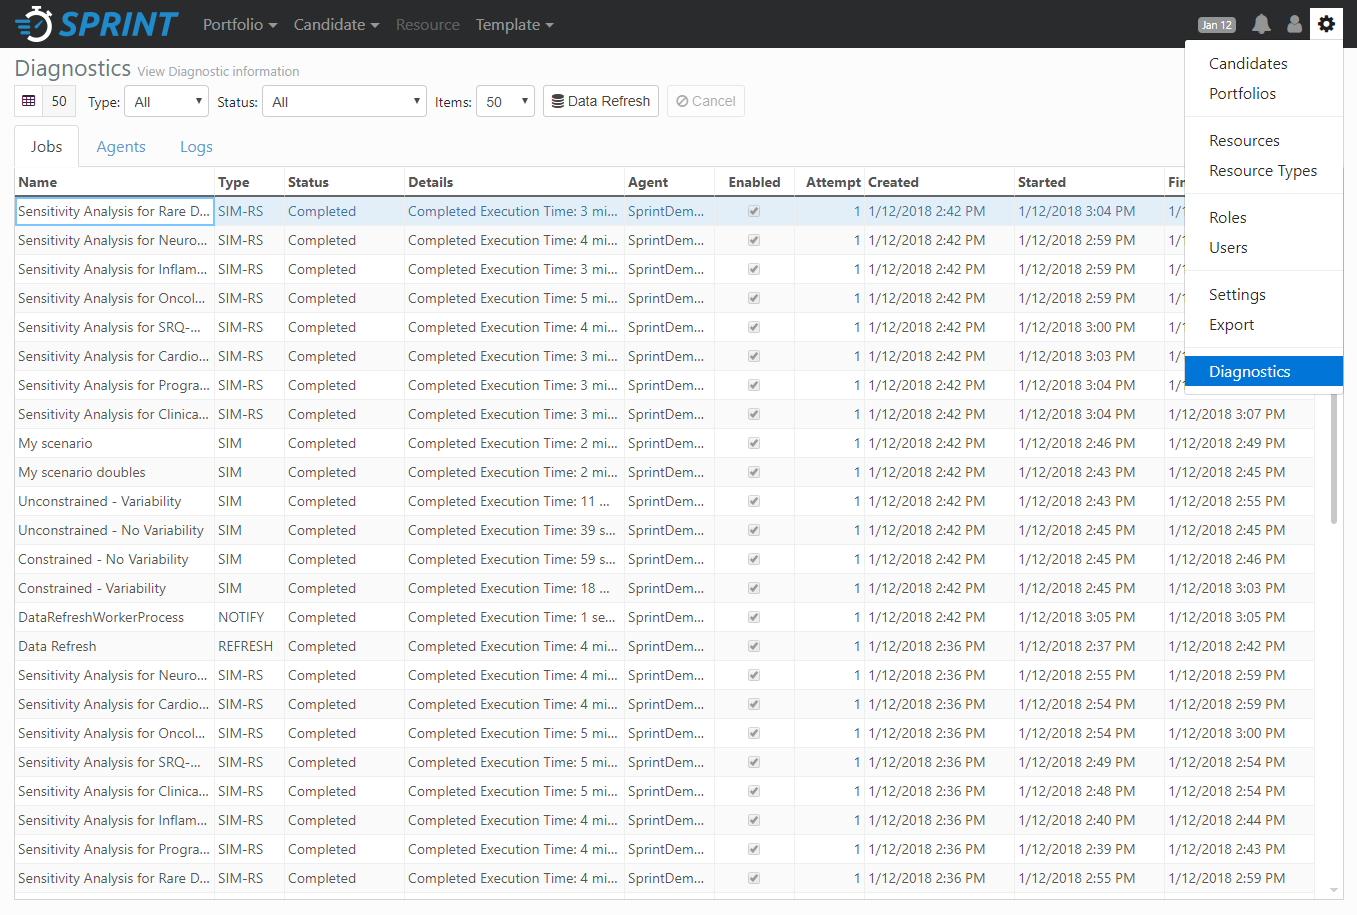 SPRINT Portfolio Candidate Resource Template Jan 12
Diagnostics View Diagnostic information
50 Type: All Status: All Items: 50 Data Refresh Cancel
Jobs Agents Logs
Candidates
Portfolios
Resources
Resource Types
Roles
Users
Settings
Export
Diagnostics
Name Type Status Details Agent Enabled Attempt Created Started Fin
Sensitivity Analysis for Rare D... SIM-RS Completed Completed Execution Time: 3 mi... SprintDem... 1 1/12/2018 2:42 PM 1/12/2018 3:04 PM 1/1
Sensitivity Analysis for Neuro... SIM-RS Completed Completed Execution Time: 4 mi... SprintDem... 1 1/12/2018 2:42 PM 1/12/2018 2:59 PM 1/1
Sensitivity Analysis for Inflam... SIM-RS Completed Completed Execution Time: 3 mi... SprintDem... 1 1/12/2018 2:42 PM 1/12/2018 2:59 PM 1/1
Sensitivity Analysis for Oncol... SIM-RS Completed Completed Execution Time: 5 mi... SprintDem... 1 1/12/2018 2:42 PM 1/12/2018 2:59 PM 1/1
Sensitivity Analysis for SRQ-... SIM-RS Completed Completed Execution Time: 4 mi... SprintDem... 1 1/12/2018 2:42 PM 1/12/2018 3:00 PM 1/1
Sensitivity Analysis for Cardio... SIM-RS Completed Completed Execution Time: 3 mi... SprintDem... 1 1/12/2018 2:42 PM 1/12/2018 3:03 PM 1/1
Sensitivity Analysis for Progra... SIM-RS Completed Completed Execution Time: 3 mi... SprintDem... 1 1/12/2018 2:42 PM 1/12/2018 3:04 PM 1/12/2018 3:07 PM
Sensitivity Analysis for Clinica... SIM-RS Completed Completed Execution Time: 3 mi... SprintDem... 1 1/12/2018 2:42 PM 1/12/2018 3:04 PM 1/12/2018 3:07 PM
My scenario SIM Completed Completed Execution Time: 2 mi... SprintDem... 1 1/12/2018 2:42 PM 1/12/2018 2:46 PM 1/12/2018 2:49 PM
My scenario doubles SIM Completed Completed Execution Time: 2 mi... SprintDem... 1 1/12/2018 2:42 PM 1/12/2018 2:43 PM 1/12/2018 2:45 PM
Unconstrained - Variability SIM Completed Completed Execution Time: 11 ... SprintDem... 1 1/12/2018 2:42 PM 1/12/2018 2:43 PM 1/12/2018 2:55 PM
Unconstrained - No Variability SIM Completed Completed Execution Time: 39 s... SprintDem... 1 1/12/2018 2:42 PM 1/12/2018 2:45 PM 1/12/2018 2:45 PM
Constrained - No Variability SIM Completed Completed Execution Time: 59 s... SprintDem... 1 1/12/2018 2:42 PM 1/12/2018 2:45 PM 1/12/2018 2:46 PM
Constrained - Variability SIM Completed Completed Execution Time: 18 ... SprintDem... 1 1/12/2018 2:42 PM 1/12/2018 2:45 PM 1/12/2018 3:03 PM
DataRefreshWorkerProcess NOTIFY Completed Completed Execution Time: 1 se... SprintDem... 1 1/12/2018 2:36 PM 1/12/2018 3:05 PM 1/12/2018 3:05 PM
Data Refresh REFRESH Completed Completed Execution Time: 4 mi... SprintDem... 1 1/12/2018 2:36 PM 1/12/2018 2:37 PM 1/12/2018 2:42 PM
Sensitivity Analysis for Neuro... SIM-RS Completed Completed Execution Time: 4 mi... SprintDem... 1 1/12/2018 2:36 PM 1/12/2018 2:55 PM 1/12/2018 2:59 PM
Sensitivity Analysis for Cardio... SIM-RS Completed Completed Execution Time: 4 mi... SprintDem... 1 1/12/2018 2:36 PM 1/12/2018 2:54 PM 1/12/2018 2:59 PM
Sensitivity Analysis for Oncol... SIM-RS Completed Completed Execution Time: 5 mi... SprintDem... 1 1/12/2018 2:36 PM 1/12/2018 2:54 PM 1/12/2018 3:00 PM
Sensitivity Analysis for SRQ-... SIM-RS Completed Completed Execution Time: 5 mi... SprintDem... 1 1/12/2018 2:36 PM 1/12/2018 2:49 PM 1/12/2018 2:54 PM
Sensitivity Analysis for Clinica... SIM-RS Completed Completed Execution Time: 5 mi... SprintDem... 1 1/12/2018 2:36 PM 1/12/2018 2:48 PM 1/12/2018 2:54 PM
Sensitivity Analysis for Inflam... SIM-RS Completed Completed Execution Time: 4 mi... SprintDem... 1 1/12/2018 2:36 PM 1/12/2018 2:40 PM 1/12/2018 2:44 PM
Sensitivity Analysis for Progra... SIM-RS Completed Completed Execution Time: 4 mi... SprintDem... 1 1/12/2018 2:36 PM 1/12/2018 2:39 PM 1/12/2018 2:43 PM
Sensitivity Analysis for Rare D... SIM-RS Completed Completed Execution Time: 4 mi... SprintDem... 1 1/12/2018 2:36 PM 1/12/2018 2:55 PM 1/12/2018 2:59 PM